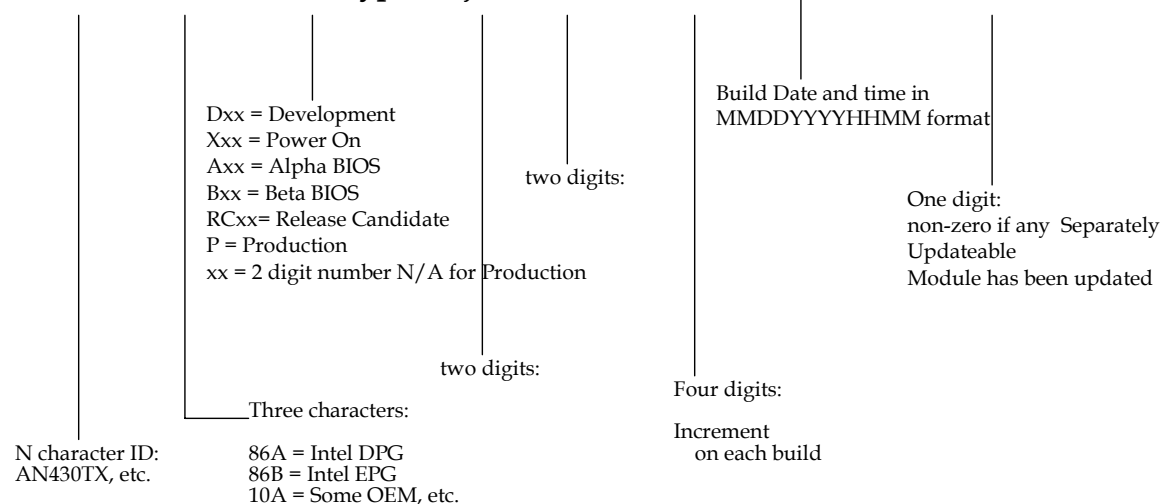 Dxx = Development
Xxx = Power On
Axx = Alpha BIOS
Bxx = Beta BIOS
RCxx= Release Candidate
P = Production
xx = 2 digit number N/A for Production
two digits:
Build Date and time in
MMDDYYYYHHMM format
One digit:
non-zero if any Separately
Updateable
Module has been updated
two digits:
Four digits:
Increment
on each build
Three characters:
86A = Intel DPG
86B = Intel EPG
10A = Some OEM, etc.
N character ID:
AN430TX, etc.